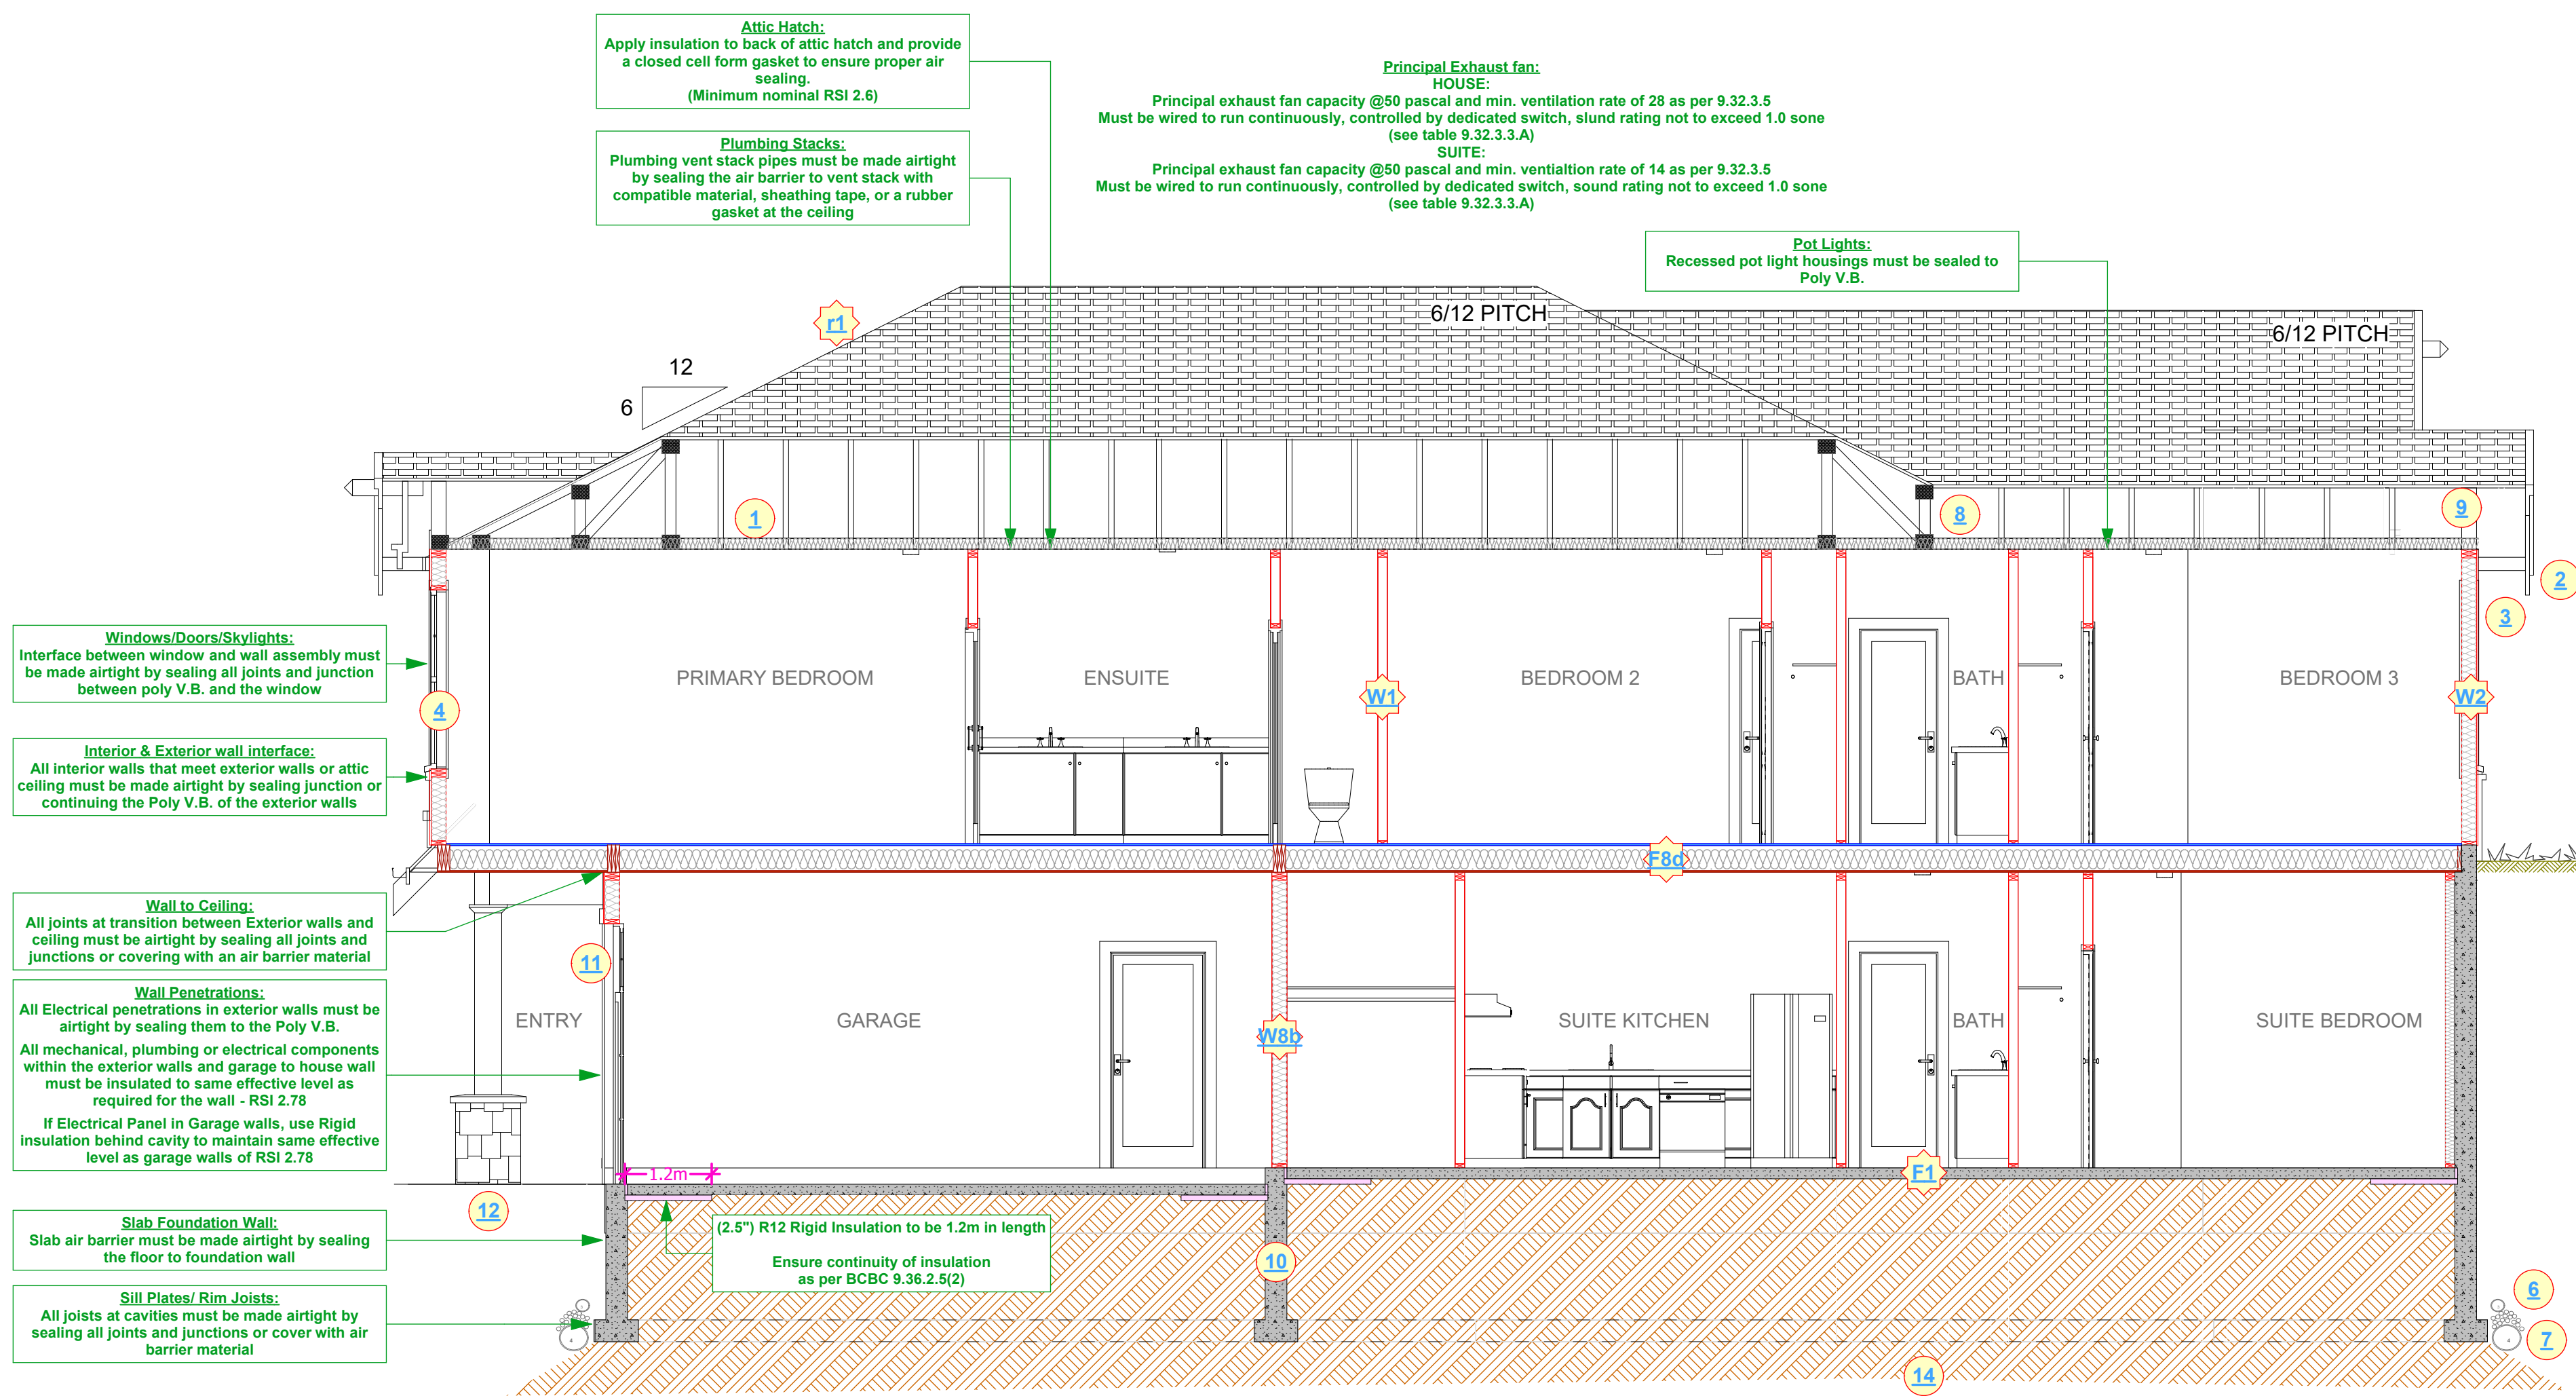 Attic Hatch:
Apply insulation to back of attic hatch and provide
a closed cell form gasket to ensure proper air
sealing.
(Minimum nominal RSI 2.6)
Plumbing Stacks:
Plumbing vent stack pipes must be made airtight
by sealing the air barrier to vent stack with
compatible material, sheathing tape, or a rubber
gasket at the ceiling
Principal Exhaust fan:
HOUSE:
Principal exhaust fan capacity @50 pascal and min. ventilation rate of 28 as per 9.32.3.5
Must be wired to run continuously, controlled by dedicated switch, slund rating not to exceed 1.0 sone
(see table 9.32.3.3.A)
SUITE:
Principal exhaust fan capacity @50 pascal and min. ventialtion rate of 14 as per 9.32.3.5
Must be wired to run continuously, controlled by dedicated switch, sound rating not to exceed 1.0 sone
(see table 9.32.3.3.A)
Pot Lights:
Recessed pot light housings must be sealed to
Poly V.B.
r1
6/12 PITCH
6/12 PITCH
12
6
1
8
9
2
3
Windows/Doors/Skylights:
Interface between window and wall assembly must
be made airtight by sealing all joints and junction
between poly V.B. and the window
4
PRIMARY BEDROOM
ENSUITE
W1
BEDROOM 2
BATH
BEDROOM 3
W2
Interior & Exterior wall interface:
All interior walls that meet exterior walls or attic
ceiling must be made airtight by sealing junction or
continuing the Poly V.B. of the exterior walls
F8d
Wall to Ceiling:
All joints at transition between Exterior walls and
ceiling must be airtight by sealing all joints and
junctions or covering with an air barrier material
11
Wall Penetrations:
All Electrical penetrations in exterior walls must be
airtight by sealing them to the Poly V.B.
All mechanical, plumbing or electrical components
within the exterior walls and garage to house wall
must be insulated to same effective level as
required for the wall - RSI 2.78
If Electrical Panel in Garage walls, use Rigid
insulation behind cavity to maintain same effective
level as garage walls of RSI 2.78
ENTRY
GARAGE
W8b
SUITE KITCHEN
BATH
SUITE BEDROOM
1.2m
F1
12
Slab Foundation Wall:
Slab air barrier must be made airtight by sealing
the floor to foundation wall
(2.5") R12 Rigid Insulation to be 1.2m in length
Ensure continuity of insulation
as per BCBC 9.36.2.5(2)
10
Sill Plates/ Rim Joists:
All joists at cavities must be made airtight by
sealing all joints and junctions or cover with air
barrier material
6
7
14